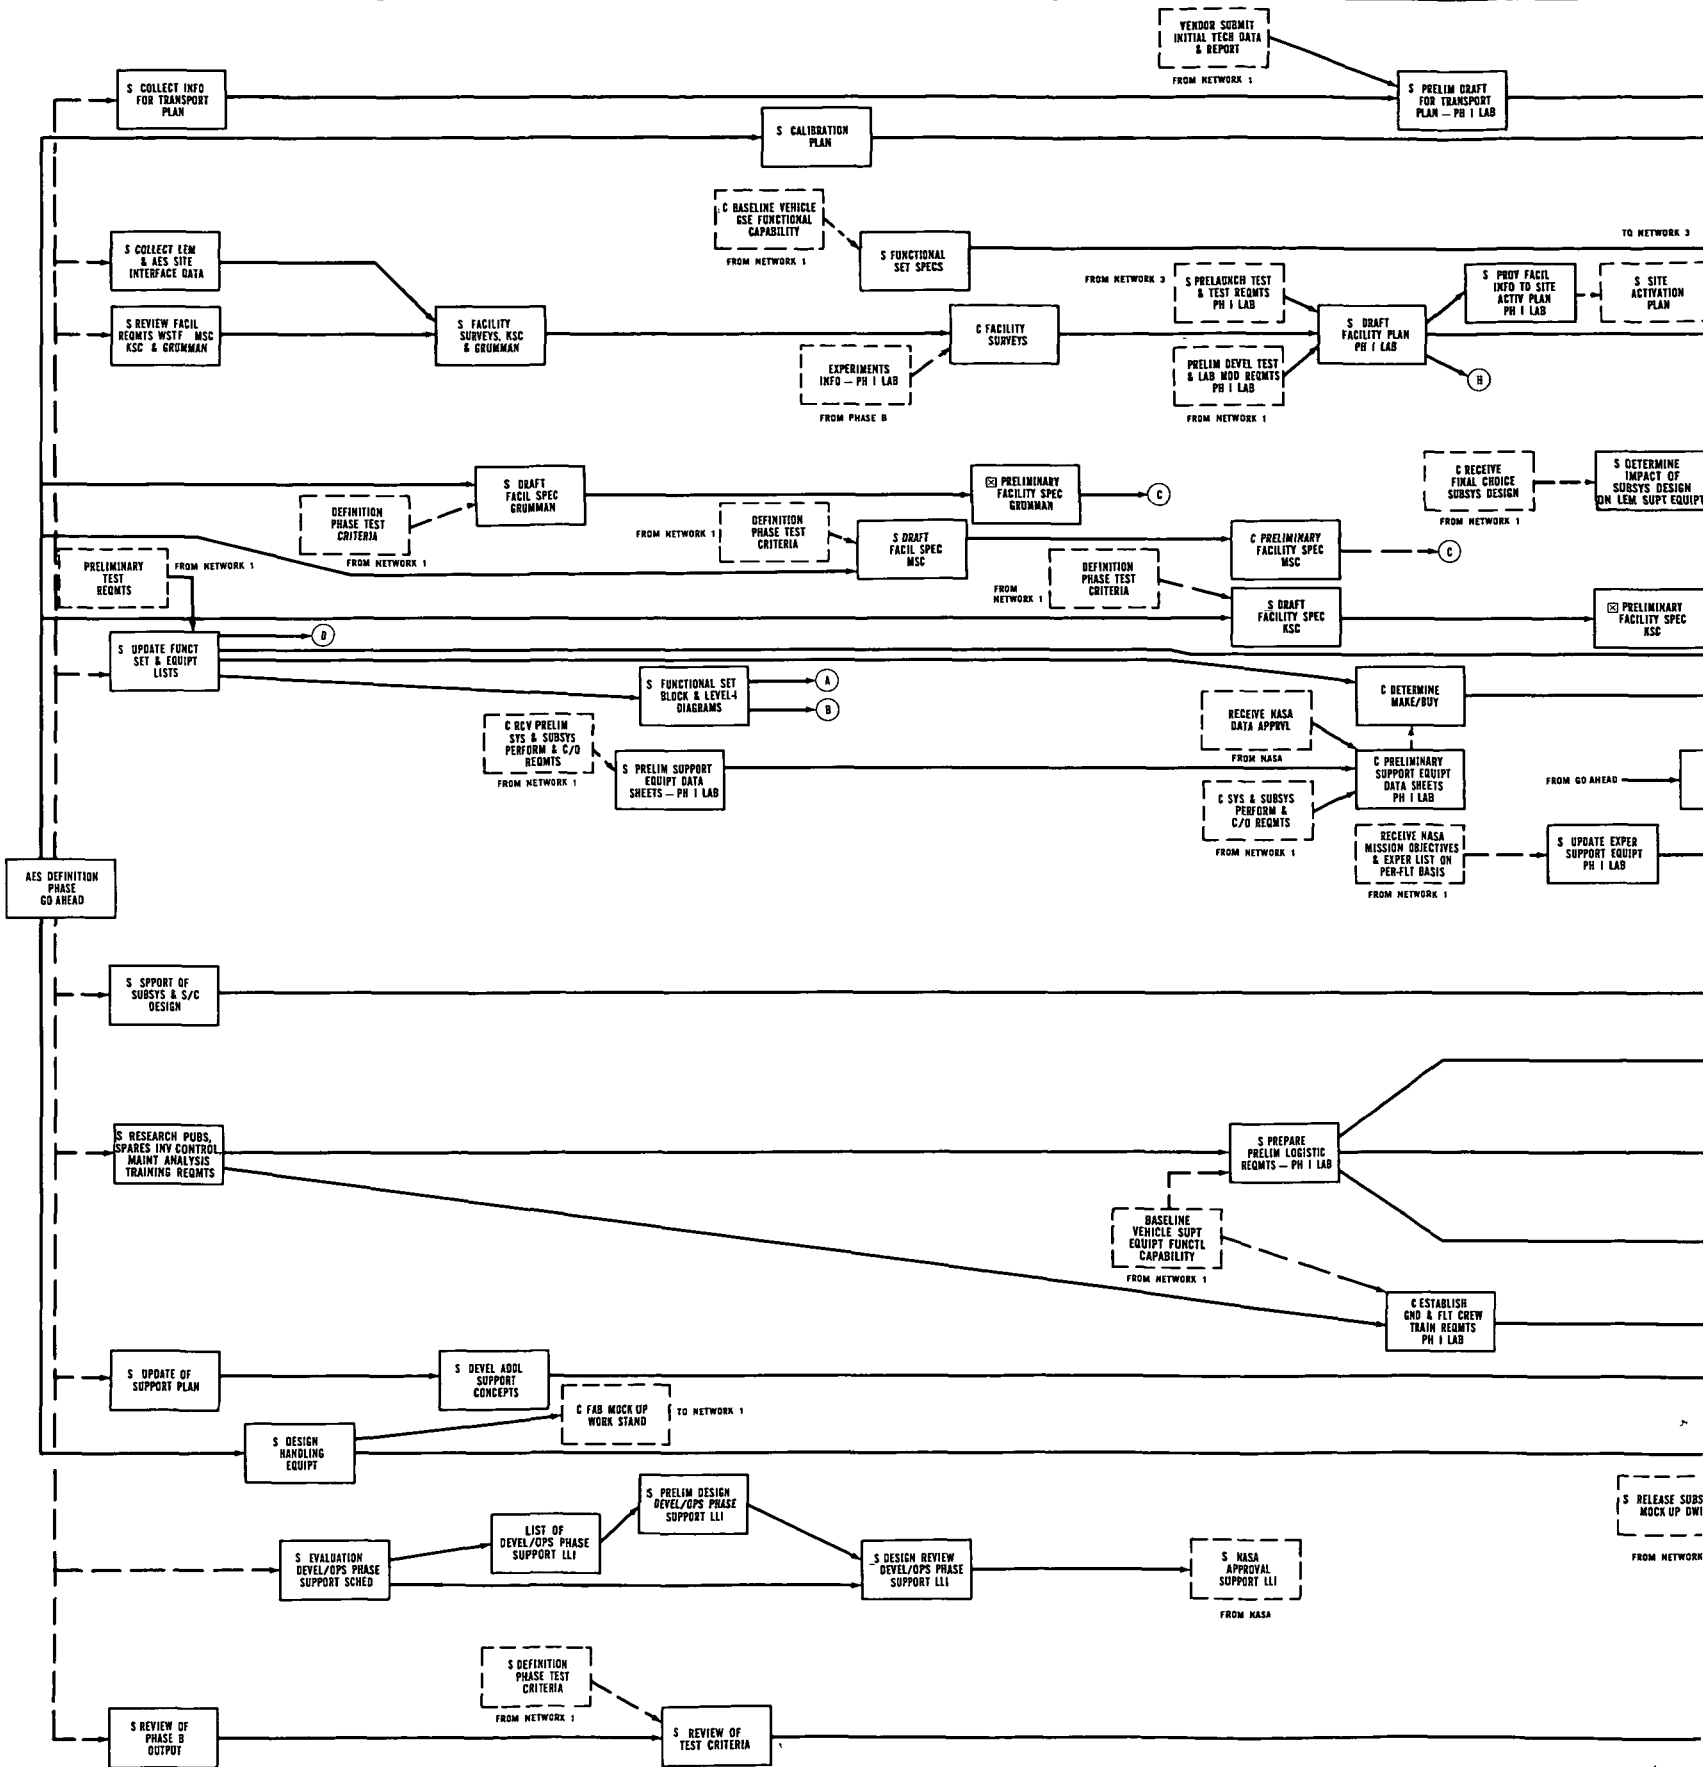 VENDOR SUBMIT
INITIAL TECH DATA
& REPORT
FROM NETWORK 1
S COLLECT INFO
FOR TRANSPORT
PLAN
S PRELIM DRAFT
FOR TRANSPORT
PLAN — PH I LAB
S CALIBRATION
PLAN
C BASELINE VEHICLE
GSE FUNCTIONAL
CAPABILITY
FROM NETWORK 1
S FUNCTIONAL
SET SPECS
TO NETWORK 3
S COLLECT LEM
& AES SITE
INTERFACE DATA
FROM NETWORK 3
S PRELAUNCH TEST
& TEST REQMTS
PH I LAB
S PROV FACIL
INFO TO SITE
ACTIV PLAN
PH I LAB
S SITE
ACTIVATION
PLAN
S REVIEW FACIL
REQMTS WSTF MSC
KSC & GRUMMAN
S FACILITY
SURVEYS, KSC
& GRUMMAN
C FACILITY
SURVEYS
S DRAFT
FACILITY PLAN
PH I LAB
EXPERIMENTS
INFO — PH I LAB
FROM PHASE B
PRELIM DEVEL TEST
& LAB MOD REQMTS
PH I LAB
FROM NETWORK 1
H
S DRAFT
FACIL SPEC
GRUMMAN
DEFINITION
PHASE TEST
CRITERIA
FROM NETWORK 1
☒ PRELIMINARY
FACILITY SPEC
GRUMMAN
C
C RECEIVE
FINAL CHOICE
SUBSYS DESIGN
FROM NETWORK 1
S DETERMINE
IMPACT OF
SUBSYS DESIGN
ON LEM SUPT EQUIPT
FROM NETWORK 1
DEFINITION
PHASE TEST
CRITERIA
S DRAFT
FACIL SPEC
MSC
C PRELIMINARY
FACILITY SPEC
MSC
C
PRELIMINARY
TEST
REQMTS
FROM NETWORK 1
FROM
NETWORK 1
DEFINITION
PHASE TEST
CRITERIA
S DRAFT
FACILITY SPEC
KSC
☒ PRELIMINARY
FACILITY SPEC
KSC
S UPDATE FUNCT
SET & EQUIPT
LISTS
D
S FUNCTIONAL SET
BLOCK & LEVEL-I
DIAGRAMS
A
B
C DETERMINE
MAKE/BUY
RECEIVE NASA
DATA APPRVL
FROM NASA
C RCV PRELIM
SYS & SUBSYS
PERFORM & C/O
REQMTS
FROM NETWORK 1
S PRELIM SUPPORT
EQUIPT DATA
SHEETS — PH I LAB
C PRELIMINARY
SUPPORT EQUIPT
DATA SHEETS
PH I LAB
FROM GO AHEAD
C SYS & SUBSYS
PERFORM &
C/O REQMTS
FROM NETWORK 1
RECEIVE NASA
MISSION OBJECTIVES
& EXPER LIST ON
PER-FLT BASIS
FROM NETWORK 1
S UPDATE EXPER
SUPPORT EQUIPT
PH I LAB
AES DEFINITION
PHASE
GO AHEAD
S SPPORT OF
SUBSYS & S/C
DESIGN
S RESEARCH PUBS,
SPARES INV CONTROL
MAINT ANALYSIS
TRAINING REQMTS
S PREPARE
PRELIM LOGISTIC
REQMTS — PH I LAB
BASELINE
VEHICLE SUPT
EQUIPT FUNCTL
CAPABILITY
FROM NETWORK 1
C ESTABLISH
GND & FLT CREW
TRAIN REQMTS
PH I LAB
S UPDATE OF
SUPPORT PLAN
S DEVEL ADDL
SUPPORT
CONCEPTS
C FAB MOCK UP
WORK STAND
TO NETWORK 1
S DESIGN
HANDLING
EQUIPT
S PRELIM DESIGN
DEVEL/OPS PHASE
SUPPORT LLI
S RELEASE SUBS
MOCK UP DW
FROM NETWORK
LIST OF
DEVEL/OPS PHASE
SUPPORT LLI
S EVALUATION
DEVEL/OPS PHASE
SUPPORT SCHED
S DESIGN REVIEW
DEVEL/OPS PHASE
SUPPORT LLI
S NASA
APPROVAL
SUPPORT LLI
FROM NASA
S DEFINITION
PHASE TEST
CRITERIA
FROM NETWORK 1
S REVIEW OF
PHASE B
OUTPUT
S REVIEW OF
TEST CRITERIA